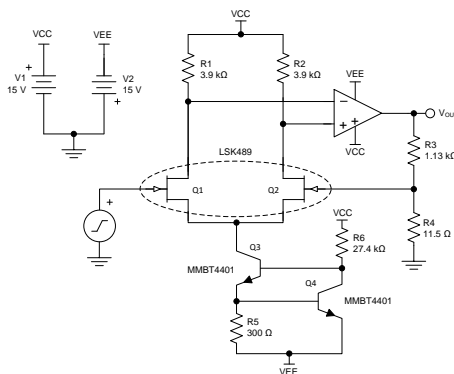 VCC
VCC
VEE
V1
15 V
+
V2
15 V
+
R1
3.9 kΩ
R2
3.9 kΩ
VEE
−
+
+
VCC
VOU
R3
1.13 kΩ
LSK489
Q1
Q2
+
R4
11.5 Ω
VCC
R6
27.4 kΩ
Q3
MMBT4401
Q4
MMBT4401
R5
300 Ω
VEE